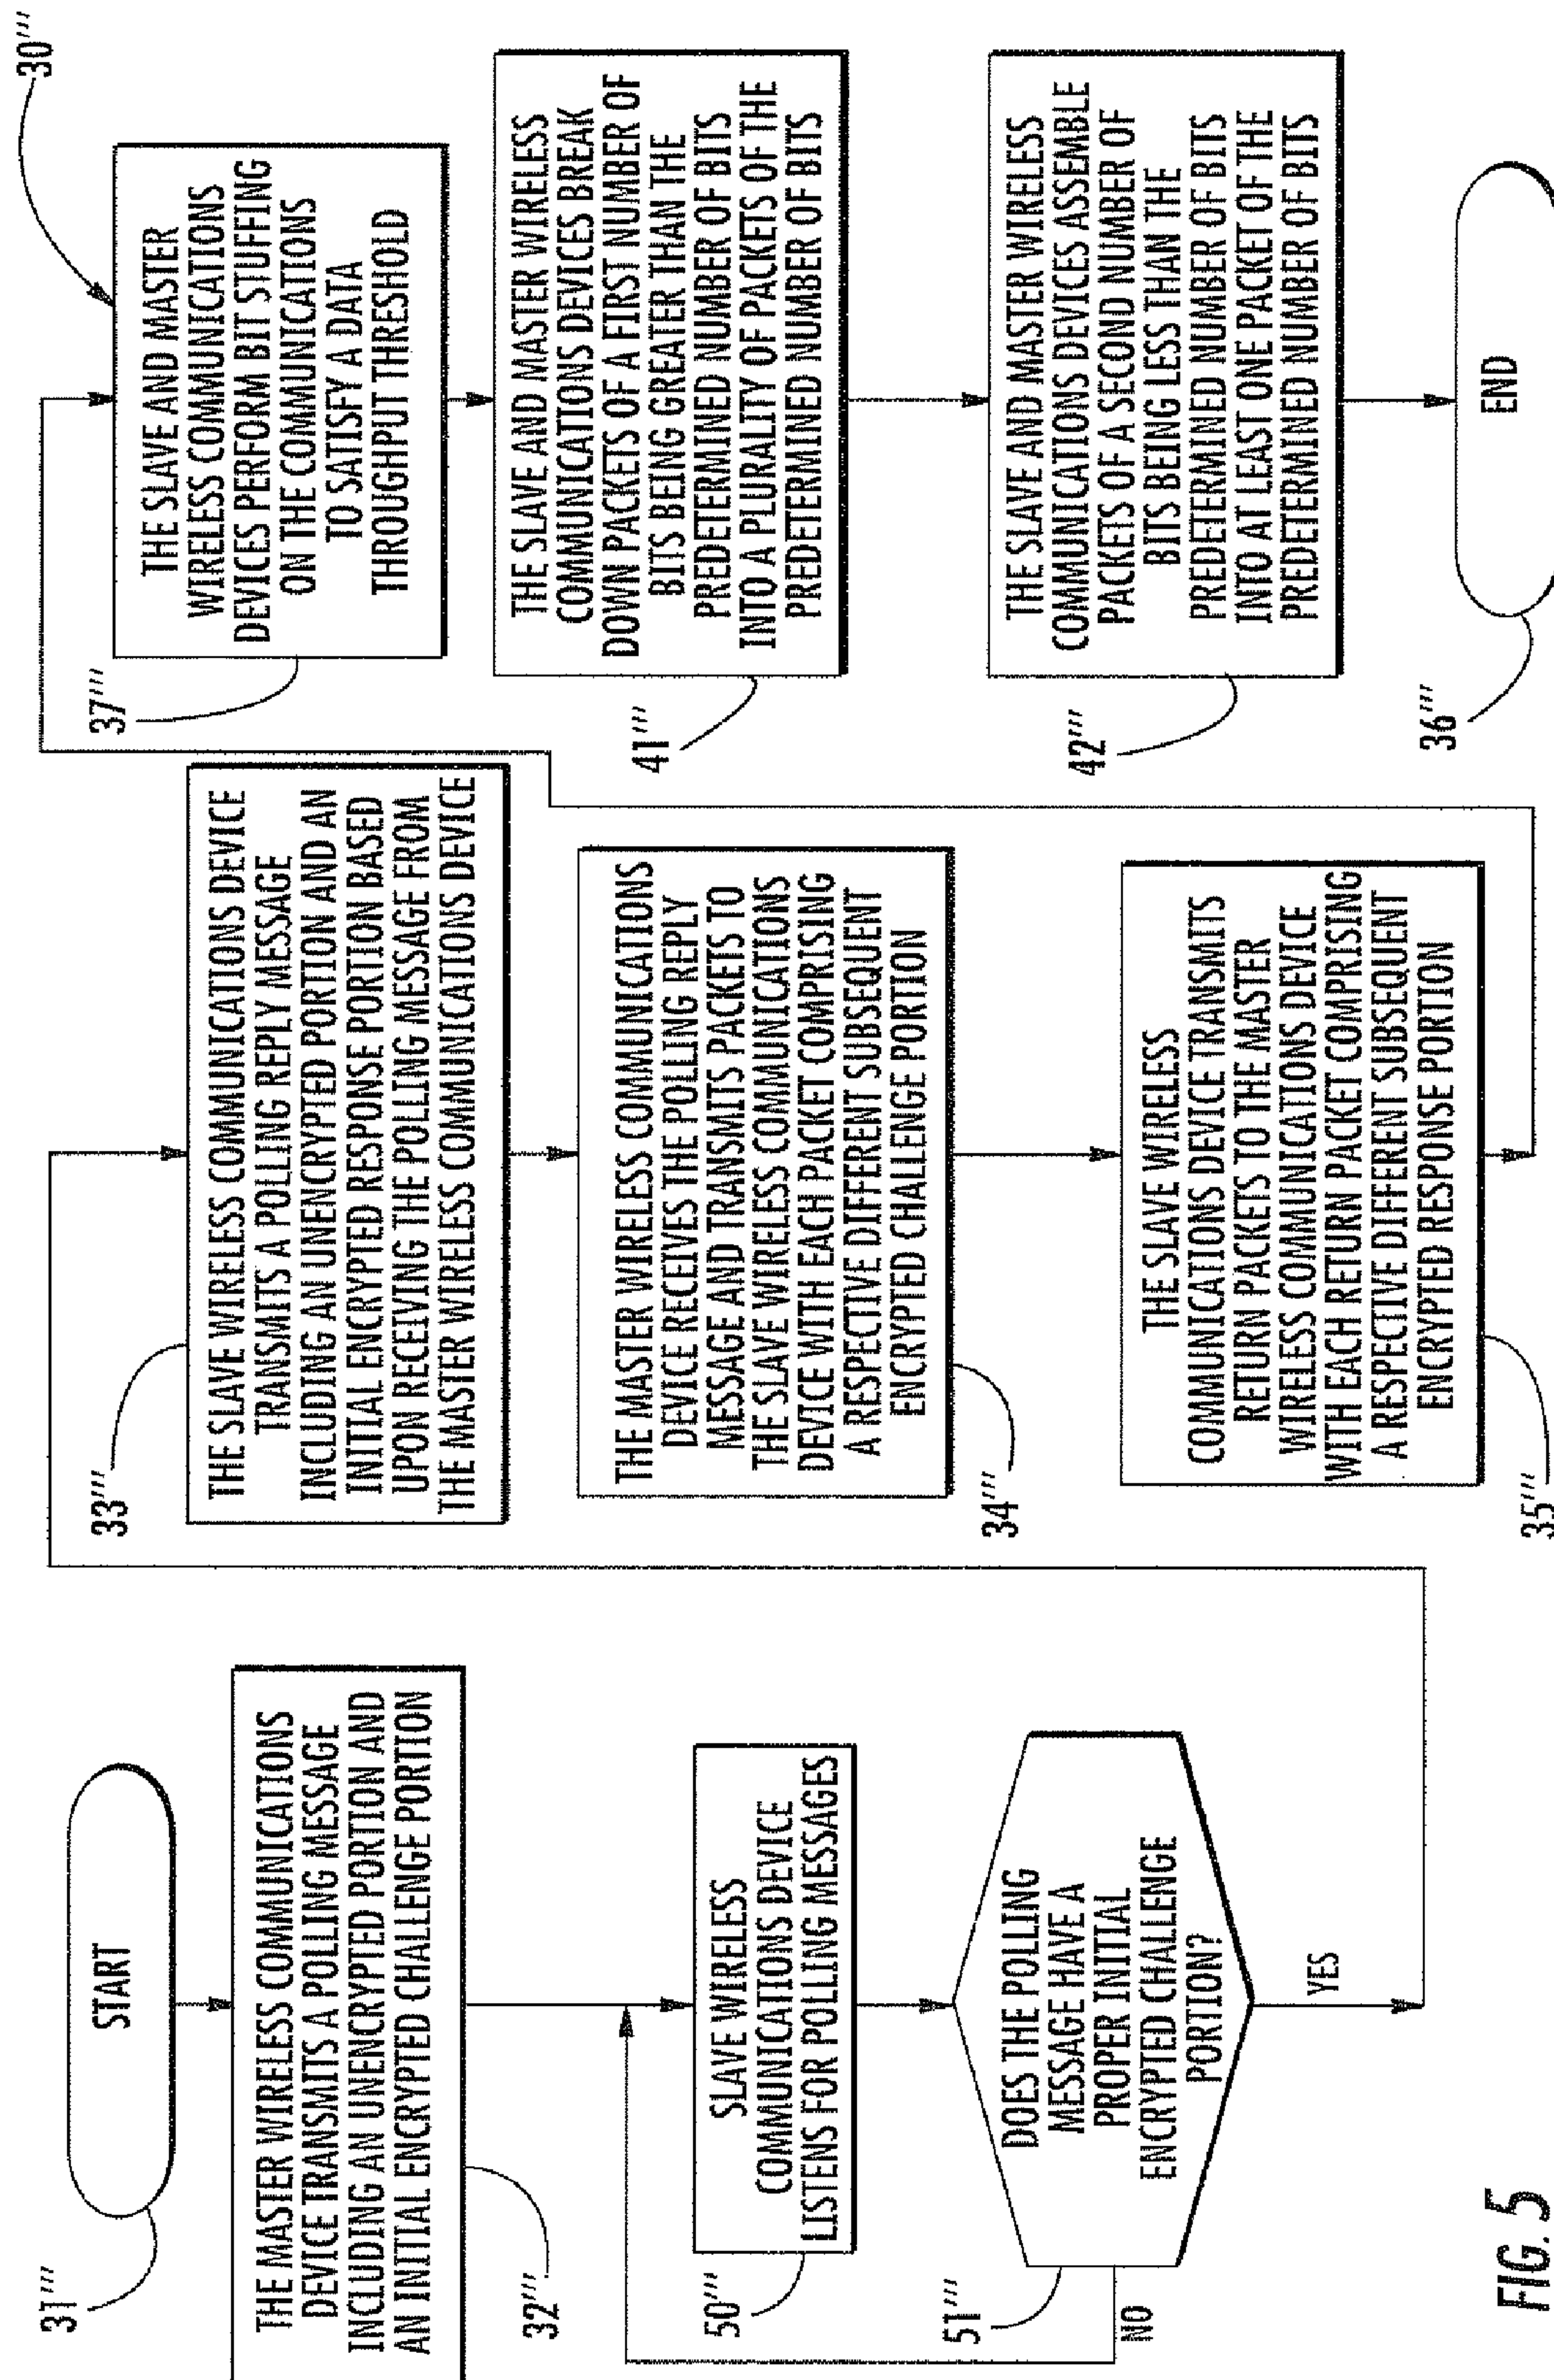 31'''
START
THE MASTER WIRELESS COMMUNICATIONS
DEVICE TRANSMITS A POLLING MESSAGE
INCLUDING AN UNENCRYPTED PORTION AND
AN INITIAL ENCRYPTED CHALLENGE PORTION
32'''
SLAVE WIRELESS
COMMUNICATIONS DEVICE
LISTENS FOR POLLING MESSAGES
50'''
DOES THE POLLING
MESSAGE HAVE A
PROPER INITIAL
ENCRYPTED CHALLENGE
PORTION?
51'''
NO
YES
33'''
THE SLAVE WIRELESS COMMUNICATIONS DEVICE
TRANSMITS A POLLING REPLY MESSAGE
INCLUDING AN UNENCRYPTED PORTION AND AN
INITIAL ENCRYPTED RESPONSE PORTION BASED
UPON RECEIVING THE POLLING MESSAGE FROM
THE MASTER WIRELESS COMMUNICATIONS DEVICE
THE MASTER WIRELESS COMMUNICATIONS
DEVICE RECEIVES THE POLLING REPLY
MESSAGE AND TRANSMITS PACKETS TO
THE SLAVE WIRELESS COMMUNICATIONS
DEVICE WITH EACH PACKET COMPRISING
A RESPECTIVE DIFFERENT SUBSEQUENT
ENCRYPTED CHALLENGE PORTION
34'''
THE SLAVE WIRELESS
COMMUNICATIONS DEVICE TRANSMITS
RETURN PACKETS TO THE MASTER
WIRELESS COMMUNICATIONS DEVICE
WITH EACH RETURN PACKET COMPRISING
A RESPECTIVE DIFFERENT SUBSEQUENT
ENCRYPTED RESPONSE PORTION
35'''
30'''
THE SLAVE AND MASTER
WIRELESS COMMUNICATIONS
DEVICES PERFORM BIT STUFFING
ON THE COMMUNICATIONS
TO SATISFY A DATA
THROUGHPUT THRESHOLD
37'''
THE SLAVE AND MASTER WIRELESS
COMMUNICATIONS DEVICES BREAK
DOWN PACKETS OF A FIRST NUMBER OF
BITS BEING GREATER THAN THE
PREDETERMINED NUMBER OF BITS
INTO A PLURALITY OF PACKETS OF THE
PREDETERMINED NUMBER OF BITS
41'''
THE SLAVE AND MASTER WIRELESS
COMMUNICATIONS DEVICES ASSEMBLE
PACKETS OF A SECOND NUMBER OF
BITS BEING LESS THAN THE
PREDETERMINED NUMBER OF BITS
INTO AT LEAST ONE PACKET OF THE
PREDETERMINED NUMBER OF BITS
42'''
END
36'''
FIG. 5